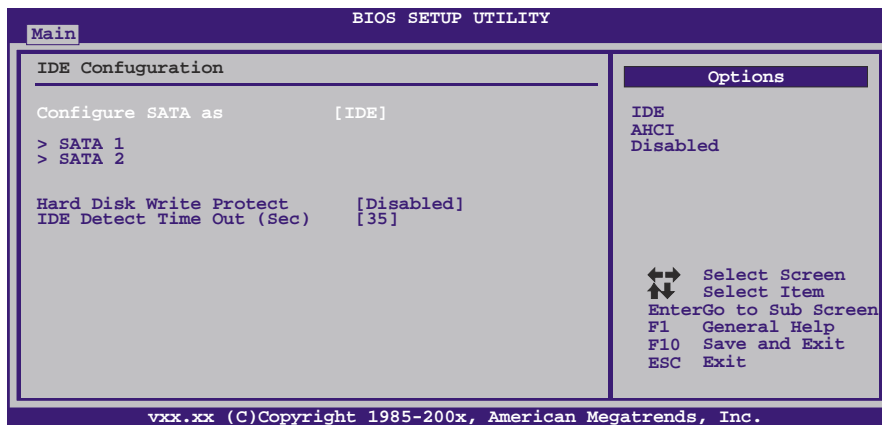 BIOS SETUP UTILITY
Main
IDE Confuguration
Configure SATA as [IDE]
> SATA 1
> SATA 2
Hard Disk Write Protect [Disabled]
IDE Detect Time Out (Sec) [35]
Options
IDE
AHCI
Disabled
Select Screen
Select Item
EnterGo to Sub Screen
F1 General Help
F10 Save and Exit
ESC Exit
vxx.xx (C)Copyright 1985-200x, American Megatrends, Inc.